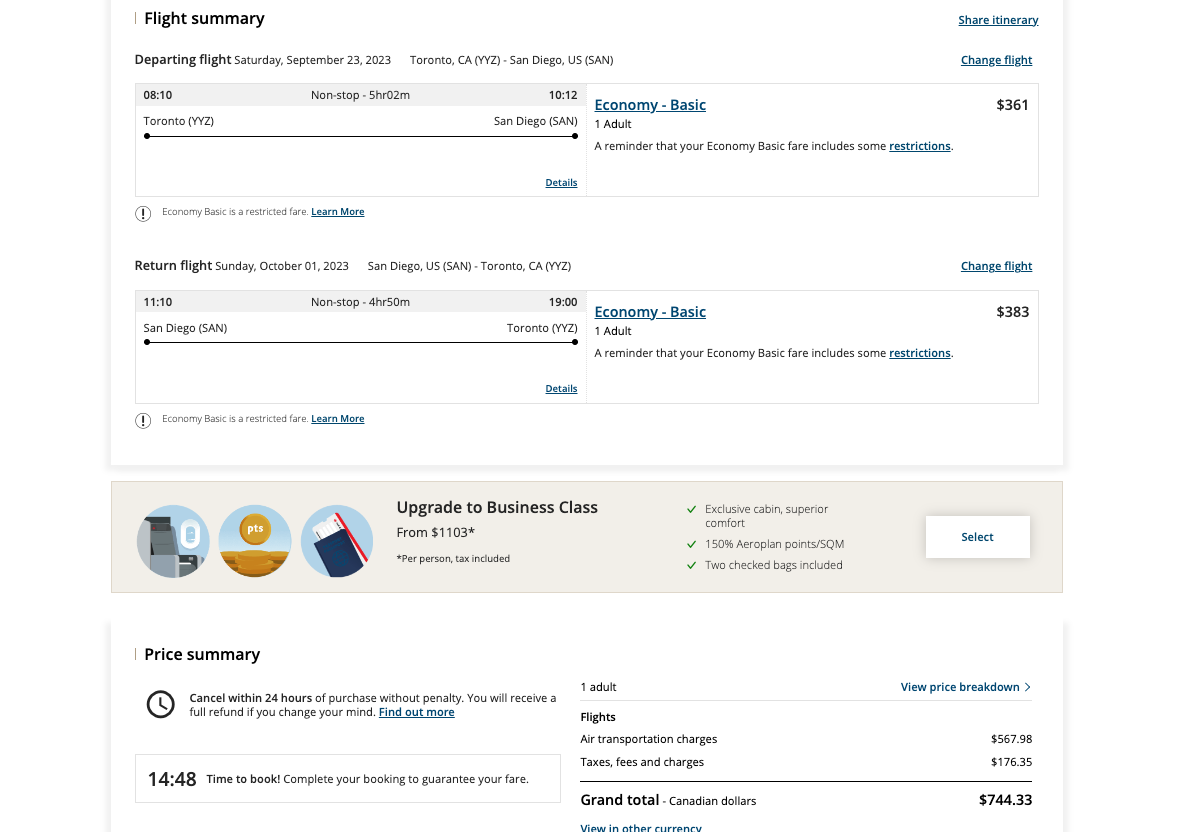 Flight summary
Share itinerary
Departing flight Saturday, September 23, 2023 Toronto, CA (YYZ) - San Diego, US (SAN)
Change flight
08:10 Non-stop - 5hr02m 10:12
Toronto (YYZ) San Diego (SAN)
Details
Economy - Basic $361
1 Adult
A reminder that your Economy Basic fare includes some restrictions.
Economy Basic is a restricted fare. Learn More
Return flight Sunday, October 01, 2023 San Diego, US (SAN) - Toronto, CA (YYZ)
Change flight
11:10 Non-stop - 4hr50m 19:00
San Diego (SAN) Toronto (YYZ)
Details
Economy - Basic $383
1 Adult
A reminder that your Economy Basic fare includes some restrictions.
Economy Basic is a restricted fare. Learn More
pts
Upgrade to Business Class
From $1103*
*Per person, tax included
Exclusive cabin, superior
comfort
150% Aeroplan points/SQM
Two checked bags included
Select
Price summary
Cancel within 24 hours of purchase without penalty. You will receive a
full refund if you change your mind. Find out more
14:48 Time to book! Complete your booking to guarantee your fare.
1 adult View price breakdown
Flights
Air transportation charges $567.98
Taxes, fees and charges $176.35
Grand total - Canadian dollars $744.33
View in other currency